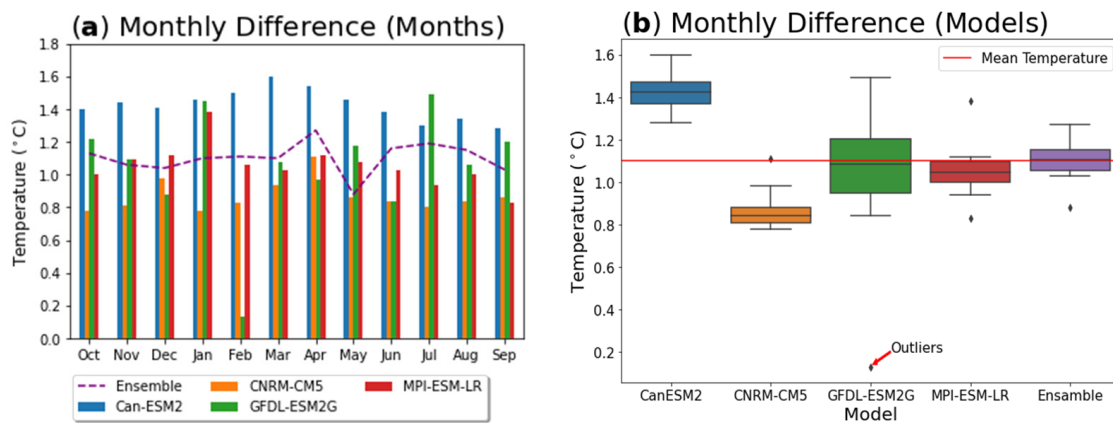 (a) Monthly Difference (Months)
Temperature (°C)
1.8
1.6
1.4
1.2
1.0
0.8
0.6
0.4
0.2
0.0
Oct Nov Dec Jan Feb Mar Apr May Jun Jul Aug Sep
Ensemble CNRM-CM5 MPI-ESM-LR
Can-ESM2 GFDL-ESM2G
(b) Monthly Difference (Models)
Mean Temperature
Temperature (°C)
1.6
1.4
1.2
1.0
0.8
0.6
0.4
0.2
Outliers
CanESM2 CNRM-CM5 GFDL-ESM2G MPI-ESM-LR Ensamble
Model